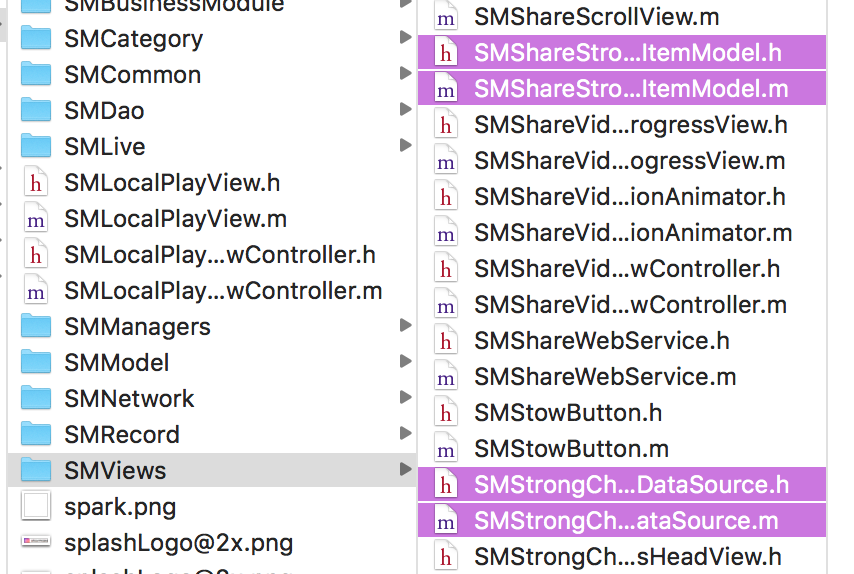 SMBusinessModule
SMCategory
SMCommon
SMDao
SMLive
h SMLocalPlayView.h
m SMLocalPlayView.m
h SMLocalPlay...wController.h
m SMLocalPlay...wController.m
SMManagers
SMModel
SMNetwork
SMRecord
SMViews
spark.png
splashLogo@2x.png
m SMShareScrollView.m
h SMShareStro...ItemModel.h
m SMShareStro...ItemModel.m
h SMShareVid...rogressView.h
m SMShareVid...ogressView.m
h SMShareVid...ionAnimator.h
m SMShareVid...ionAnimator.m
h SMShareVid...wController.h
m SMShareVid...wController.m
h SMShareWebService.h
m SMShareWebService.m
h SMStowButton.h
m SMStowButton.m
h SMStrongCh...DataSource.h
m SMStrongCh...ataSource.m
h SMStrongCh...sHeadView.h